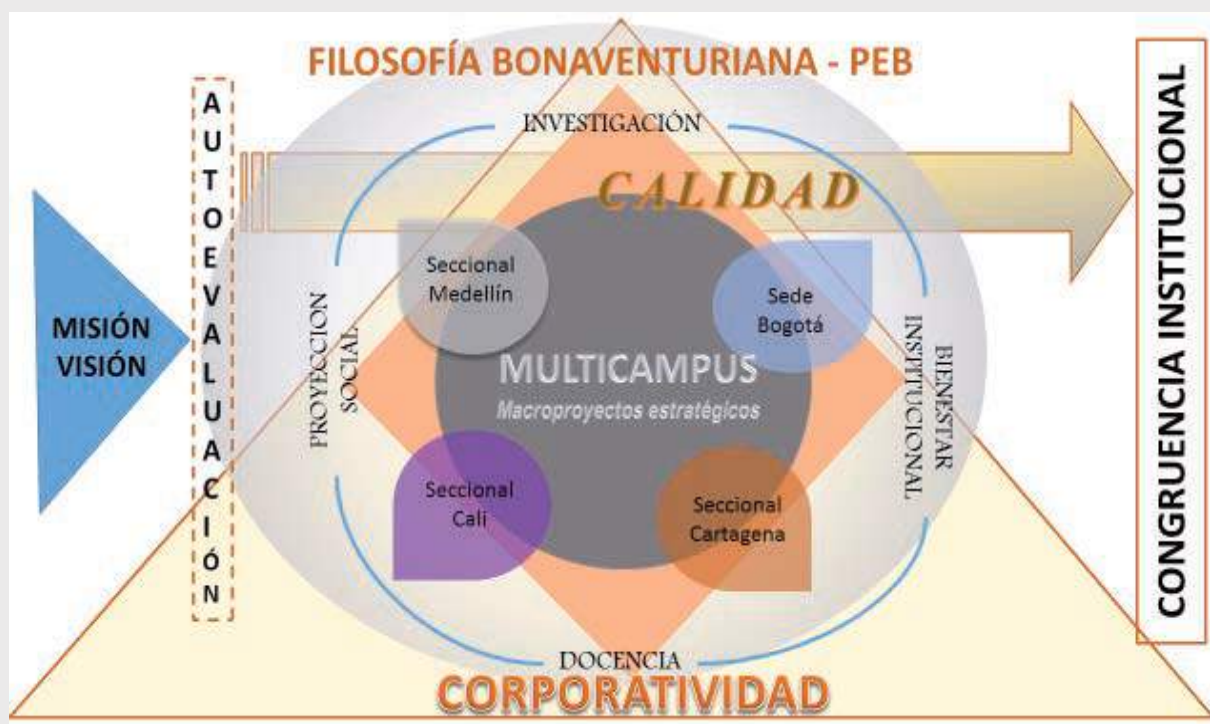 FILOSOFÍA BONAVENTURIANA - PEB
AUTOEVALUACIÓN
INVESTIGACIÓN
CALIDAD
CONGRUENCIA INSTITUCIONAL
MISIÓN
VISIÓN
PROYECCION
SOCIAL
Seccional
Medellín
Sede
Bogotá
MULTICAMPUS
Macroproyectos estratégicos
BIENESTAR
INSTITUCIONAL
Seccional
Cali
Seccional
Cartagena
DOCENCIA
CORPORATIVIDAD